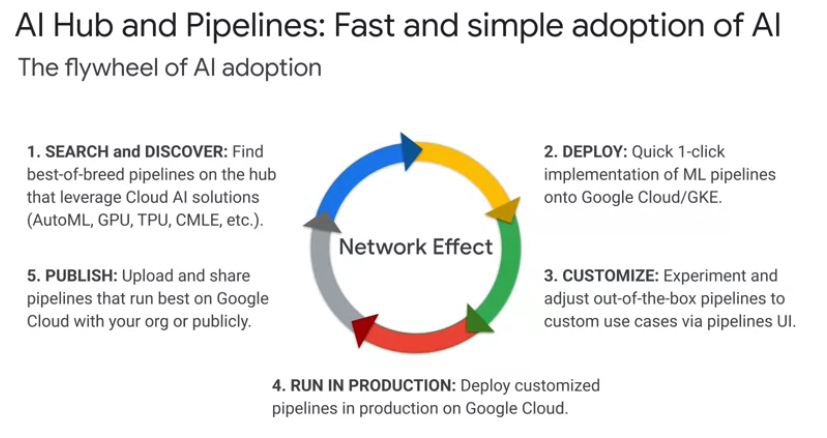 AI Hub and Pipelines: Fast and simple adoption of AI
The flywheel of AI adoption
1. SEARCH and DISCOVER: Find
best-of-breed pipelines on the hub
that leverage Cloud AI solutions
(AutoML, GPU, TPU, CMLE, etc.).
2. DEPLOY: Quick 1-click
implementation of ML pipelines
onto Google Cloud/GKE.
Network Effect
3. CUSTOMIZE: Experiment and
adjust out-of-the-box pipelines to
custom use cases via pipelines UI.
4. RUN IN PRODUCTION: Deploy customized
pipelines in production on Google Cloud.
5. PUBLISH: Upload and share
pipelines that run best on Google
Cloud with your org or publicly.